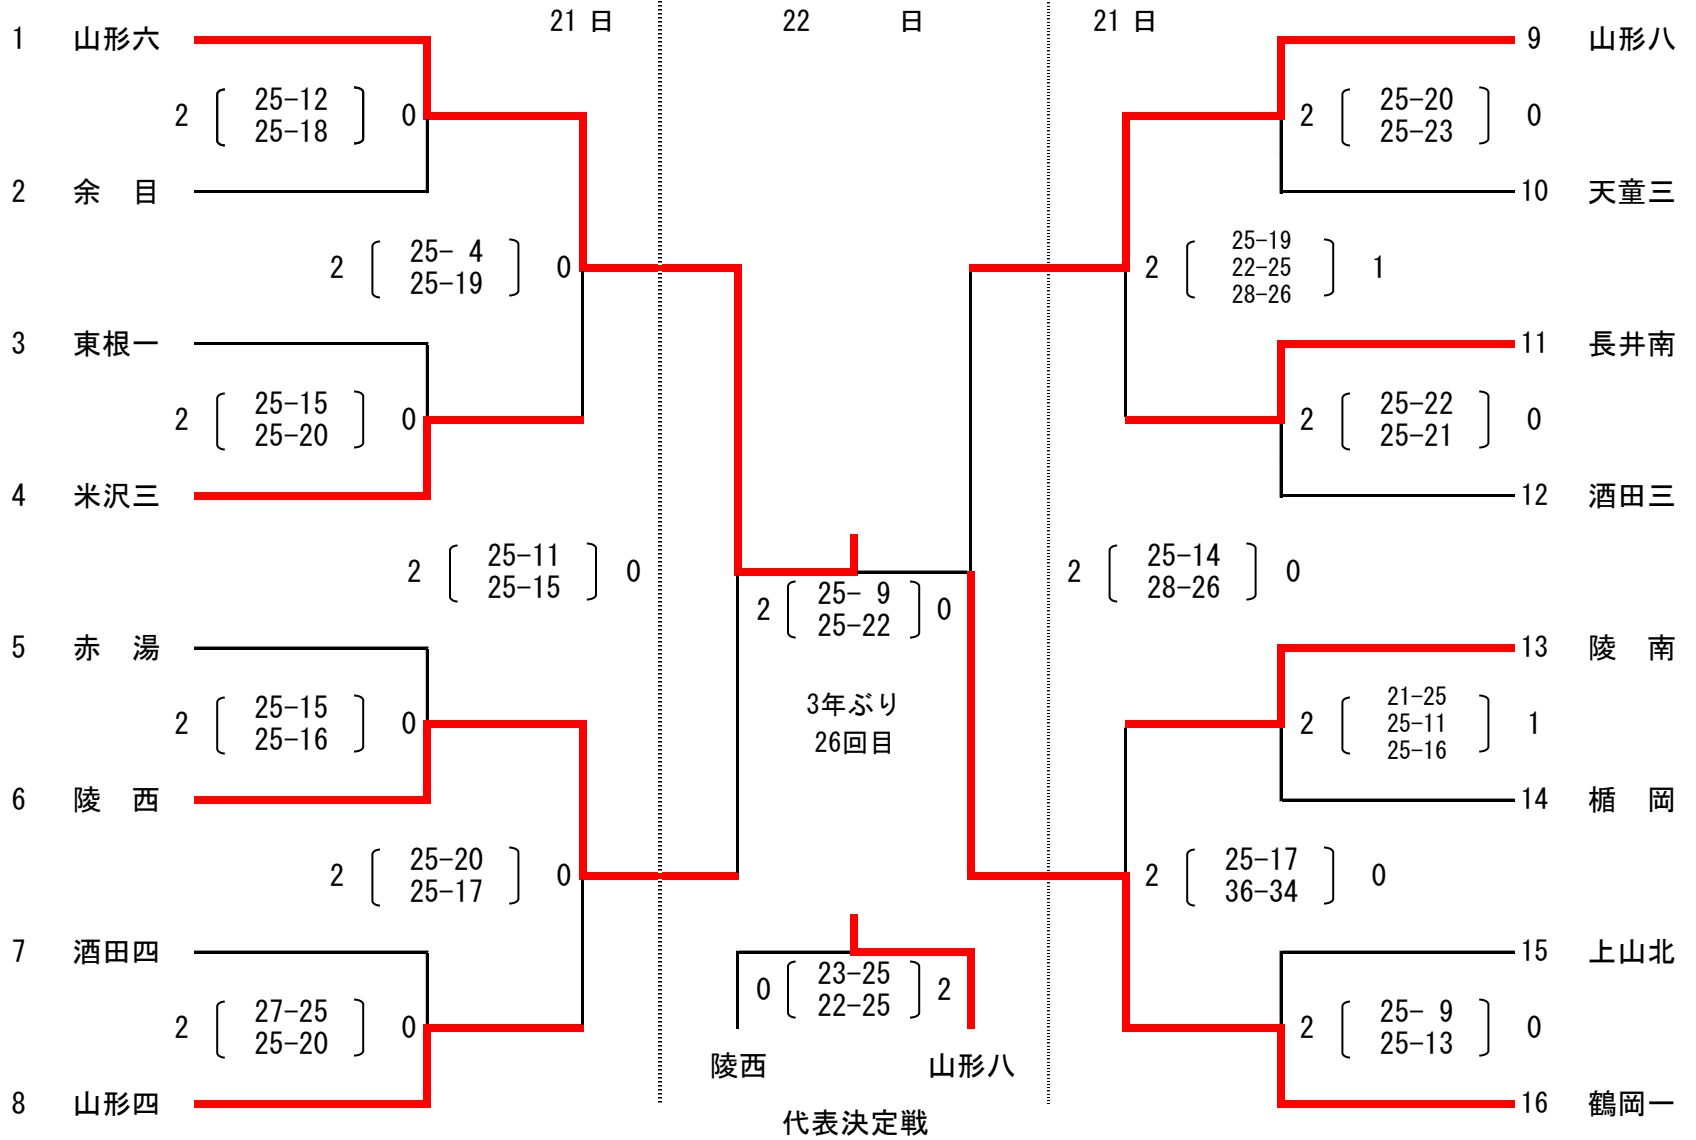 21 日
22 日
21 日
1 山形六
9 山形八
2 25-12 0
25-18
2 25-20 0
25-23
2 余 目
10 天童三
2 25- 4 0
25-19
2 25-19 1
22-25
28-26
3 東根一
11 長井南
2 25-15 0
25-20
2 25-22 0
25-21
4 米沢三
12 酒田三
2 25-11 0
25-15
2 25- 9 0
25-22
2 25-14 0
28-26
5 赤 湯
13 陵 南
2 25-15 0
25-16
3年ぶり
26回目
2 21-25 1
25-11
25-16
6 陵 西
14 楯 岡
2 25-20 0
25-17
2 25-17 0
36-34
7 酒田四
15 上山北
0 23-25 2
22-25
2 27-25 0
25-20
2 25- 9 0
25-13
陵西
山形八
8 山形四
16 鶴岡一
代表決定戦